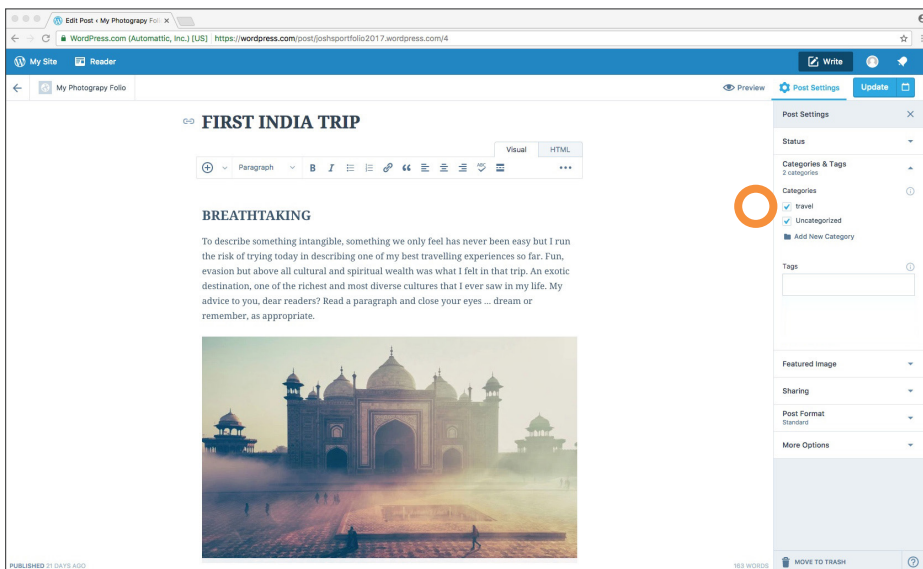 Edit Post ‹ My Photograpy Foli ×
WordPress.com (Automattic, Inc.) [US] https://wordpress.com/post/joshsportfolio2017.wordpress.com/4
My Site Reader Write
My Photograpy Folio Preview Post Settings Update
FIRST INDIA TRIP
Visual HTML
Paragraph B I “ ABC
BREATHTAKING
To describe something intangible, something we only feel has never been easy but I run
the risk of trying today in describing one of my best travelling experiences so far. Fun,
evasion but above all cultural and spiritual wealth was what I felt in that trip. An exotic
destination, one of the richest and most diverse cultures that I ever saw in my life. My
advice to you, dear readers? Read a paragraph and close your eyes ... dream or
remember, as appropriate.
PUBLISHED 21 DAYS AGO 163 WORDS
Post Settings ×
Status
Categories & Tags
2 categories
Categories
travel
Uncategorized
Add New Category
Tags
Featured Image
Sharing
Post Format
Standard
More Options
MOVE TO TRASH ?